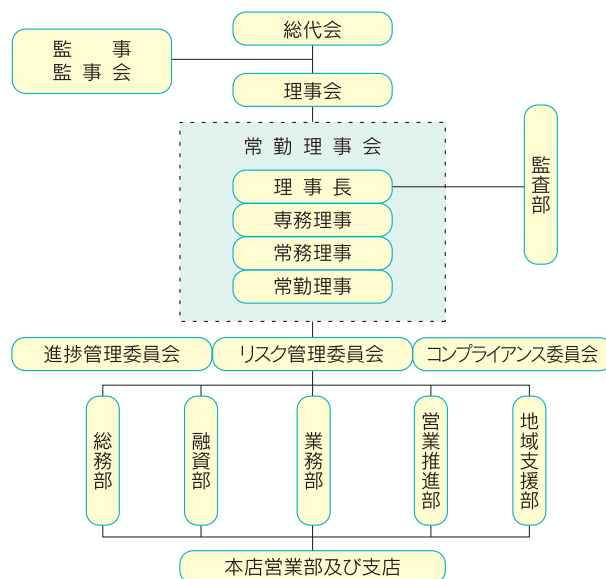 総代会
監事
監事会
理事会
常勤理事会
理事長
専務理事
常務理事
常勤理事
監査部
進捗管理委員会
リスク管理委員会
コンプライアンス委員会
総務部
融資部
業務部
営業推進部
地域支援部
本店営業部及び支店